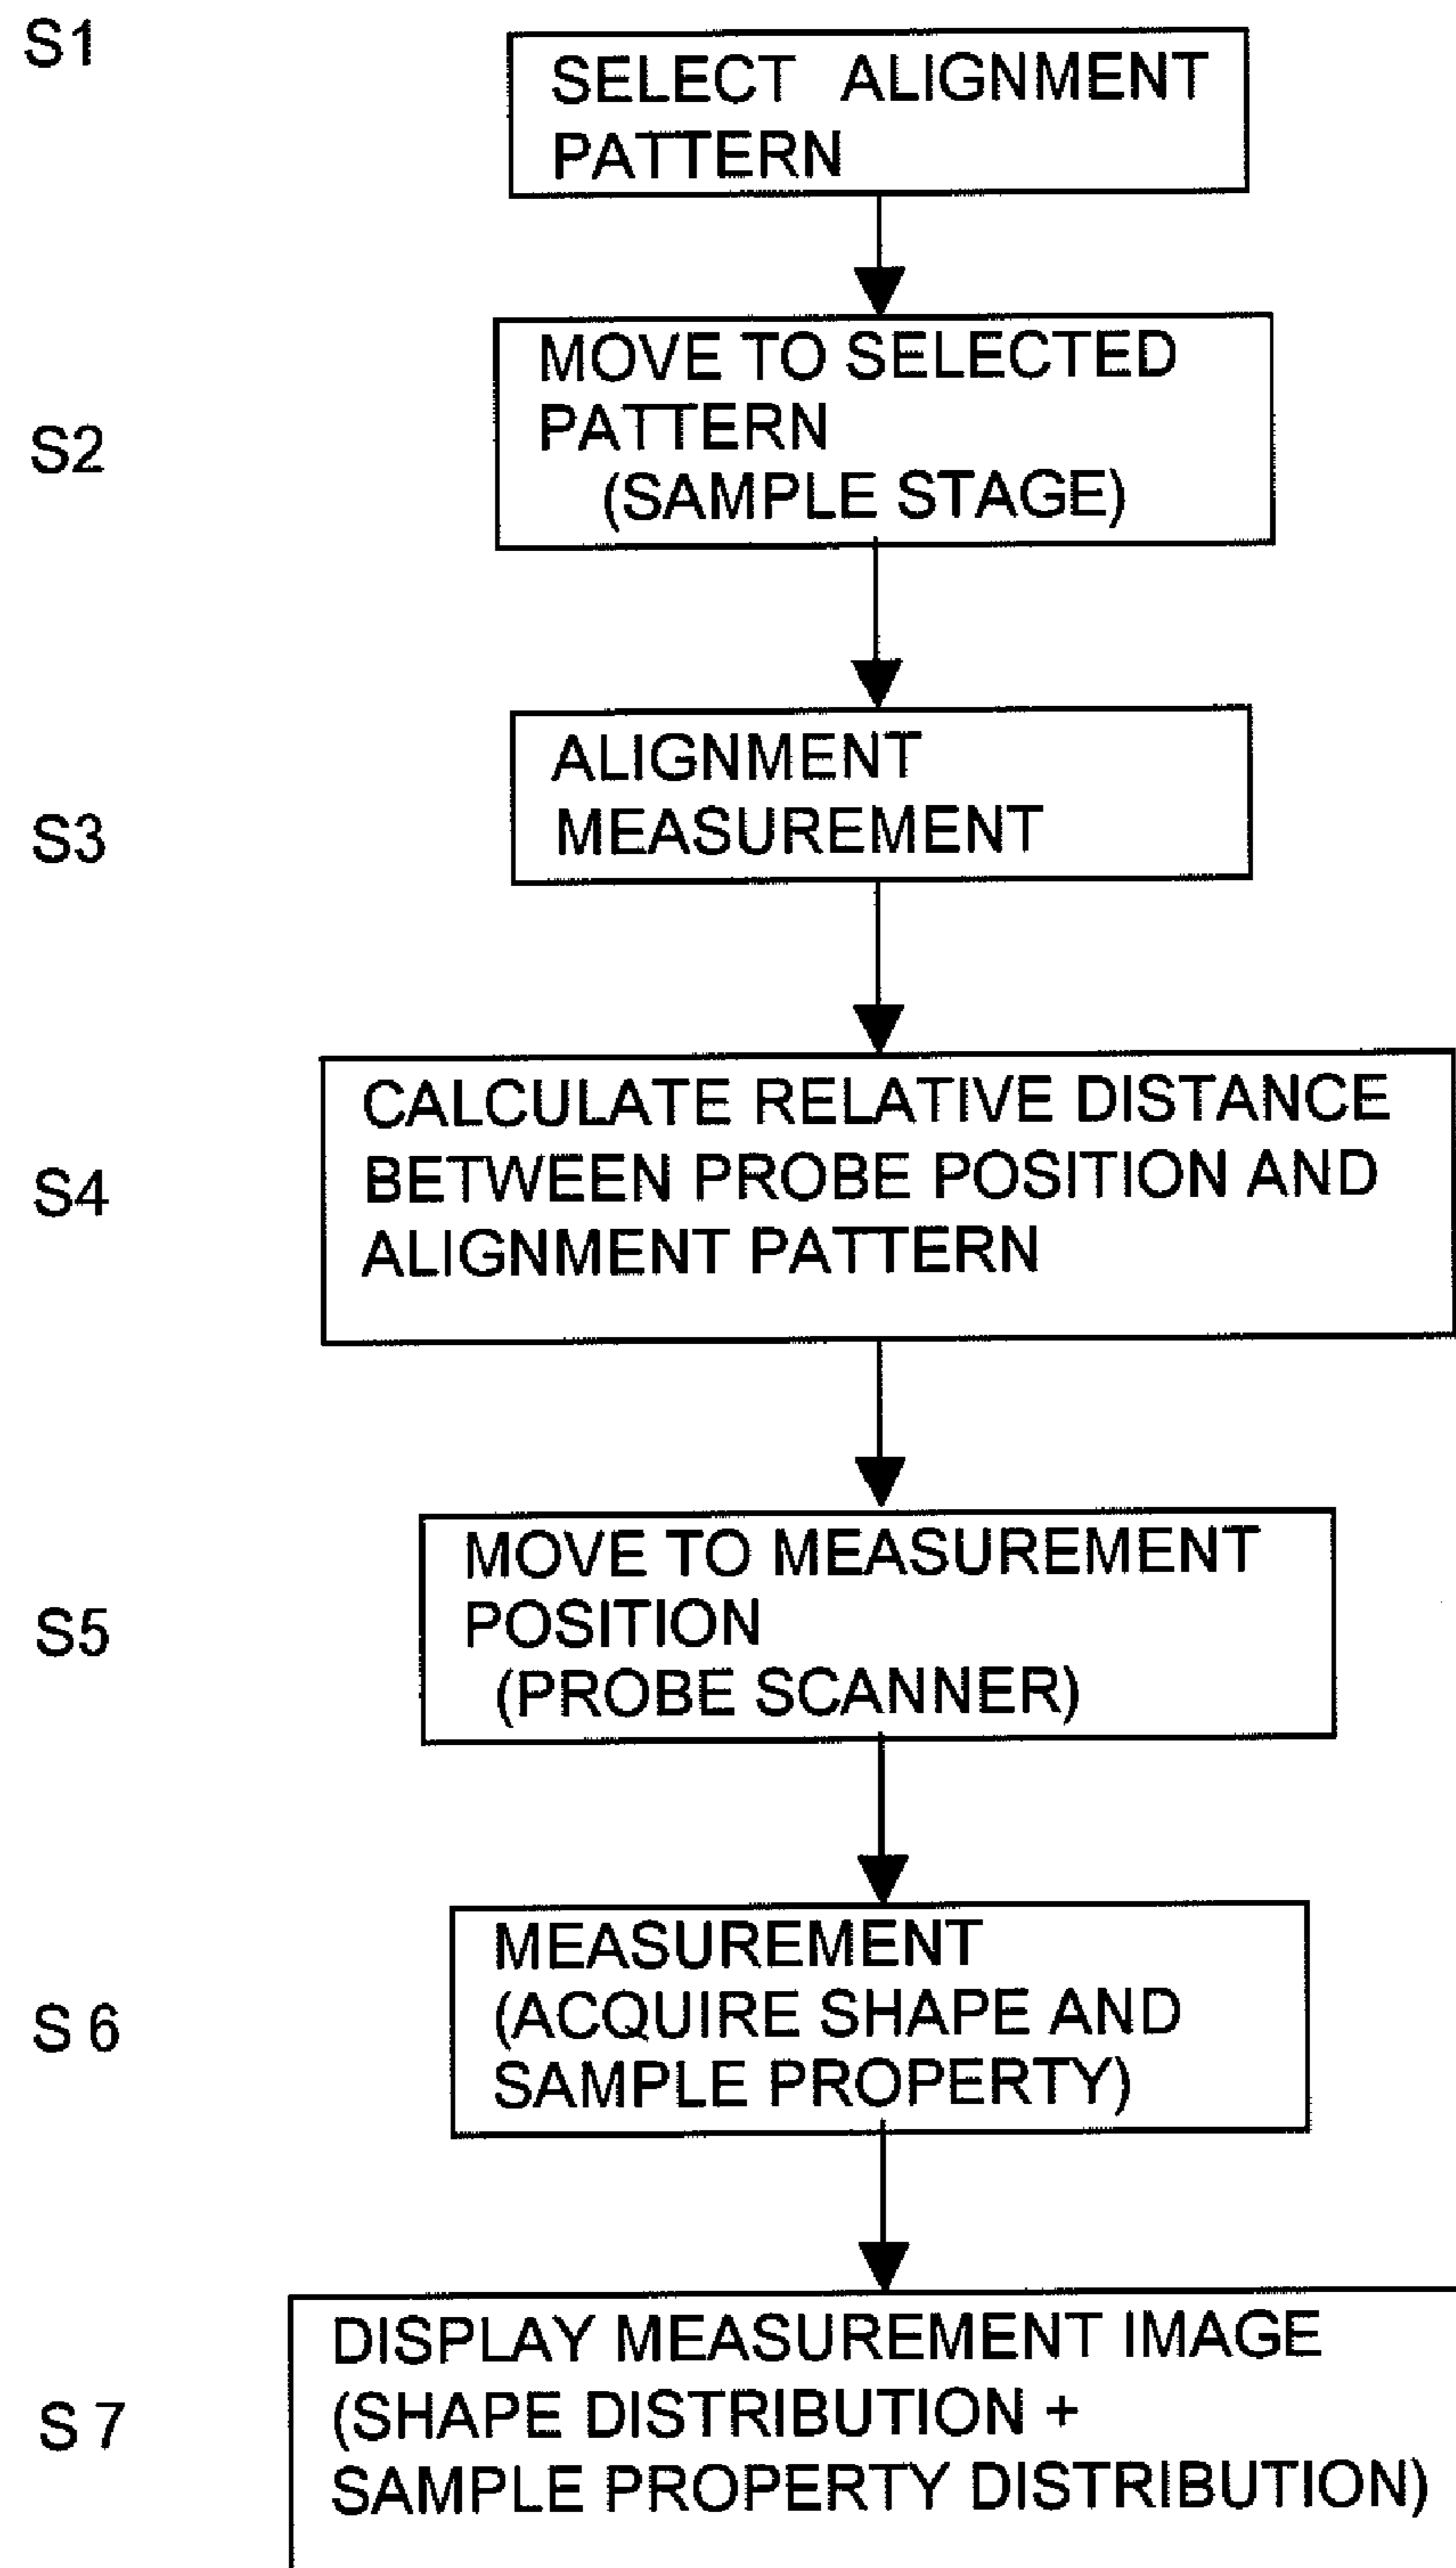 S1
SELECT ALIGNMENT
PATTERN
MOVE TO SELECTED
PATTERN
S2
(SAMPLE STAGE)
ALIGNMENT
MEASUREMENT
S3
CALCULATE RELATIVE DISTANCE
BETWEEN PROBE POSITION AND
S4
ALIGNMENT PATTERN
MOVE TO MEASUREMENT
POSITION
S5
(PROBE SCANNER)
MEASUREMENT
(ACQUIRE SHAPE AND
S 6
SAMPLE PROPERTY)
DISPLAY MEASUREMENT IMAGE
(SHAPE DISTRIBUTION +
S 7
SAMPLE PROPERTY DISTRIBUTION)